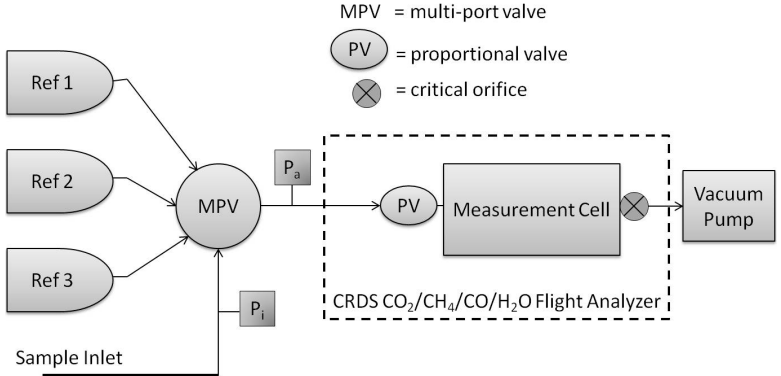 MPV = multi-port valve
PV = proportional valve
= critical orifice
Ref 1
Ref 2
Ref 3
MPV
Pa
Pi
PV
Measurement Cell
Vacuum
Pump
CRDS CO2/CH4/CO/H2O Flight Analyzer
Sample Inlet